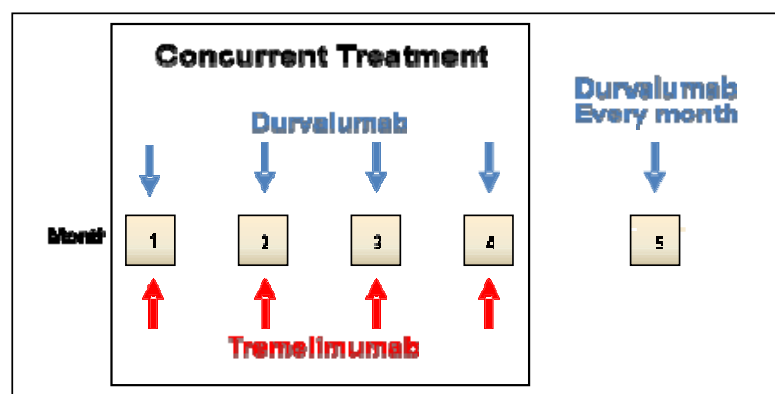 Concurrent Treatment
Durvalumab
Every month
Durvalumab
Month
1
2
3
4
5
Tremelimumab